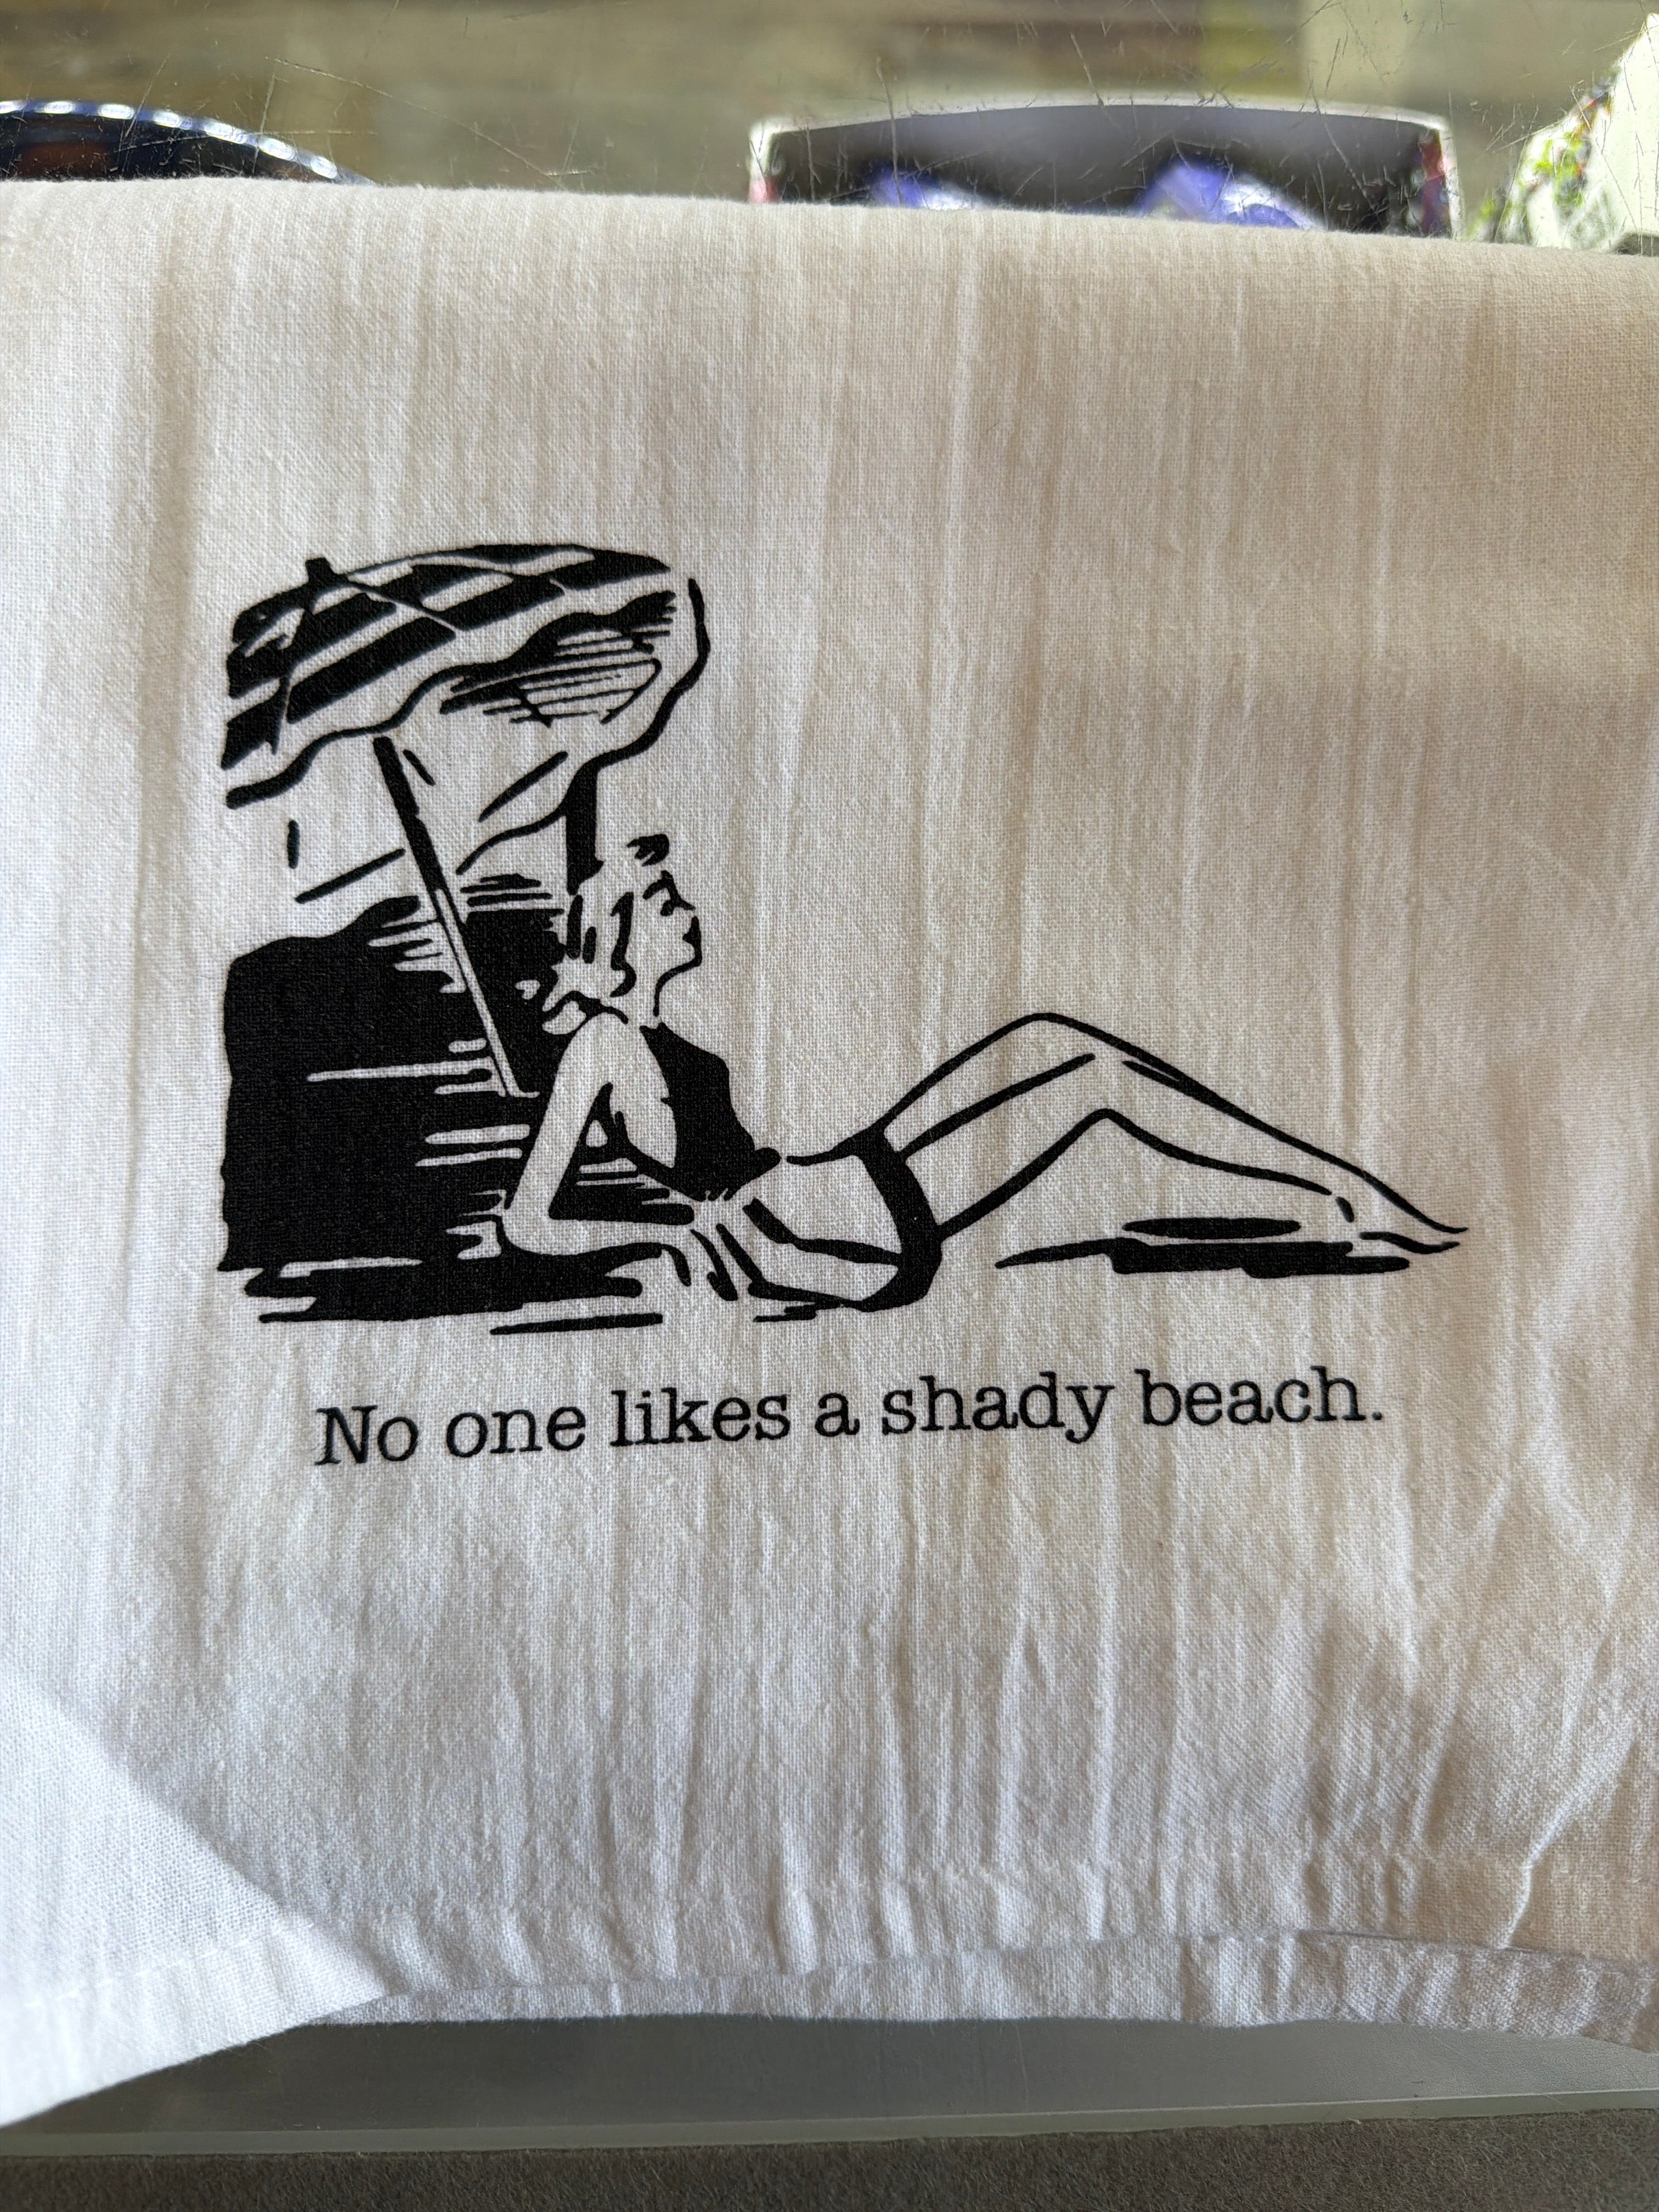 No one likes a shady beach.